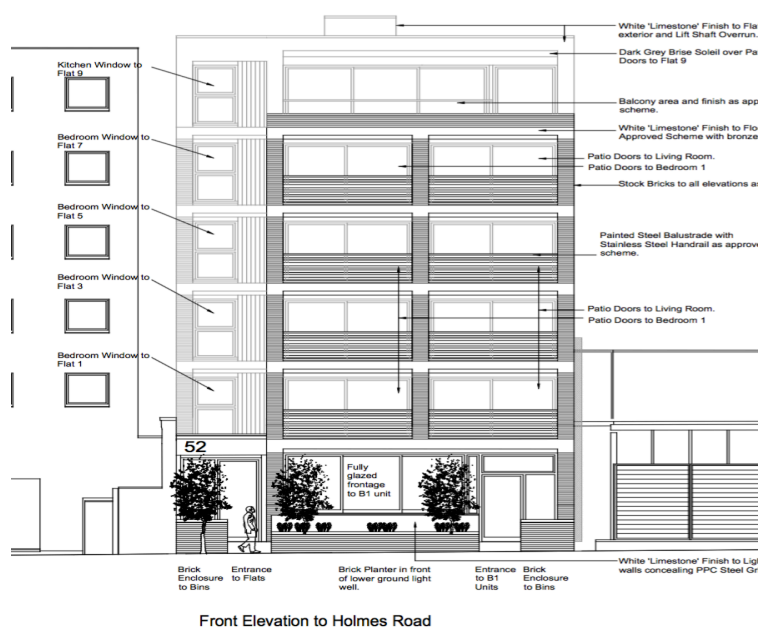 White 'Limestone' Finish to Fla
exterior and Lift Shaft Overrun.
Dark Grey Brise Soleil over Pa
Doors to Flat 9
Kitchen Window to
Flat 9
Balcony area and finish as app
scheme.
White 'Limestone' Finish to Flo
Approved Scheme with bronze
Bedroom Window to
Flat 7
Patio Doors to Living Room.
Patio Doors to Bedroom 1
Stock Bricks to all elevations as
Bedroom Window to
Flat 5
Painted Steel Balustrade with
Stainless Steel Handrail as approve
scheme.
Bedroom Window to
Flat 3
Patio Doors to Living Room.
Patio Doors to Bedroom 1
Bedroom Window to
Flat 1
52
Fully
glazed
frontage
to B1 unit
White 'Limestone' Finish to Ligh
walls concealing PPC Steel Gr
Brick
Enclosure
to Bins
Entrance
to Flats
Brick Planter in front
of lower ground light
well.
Entrance
to B1
Units
Brick
Enclosure
to Bins
Front Elevation to Holmes Road